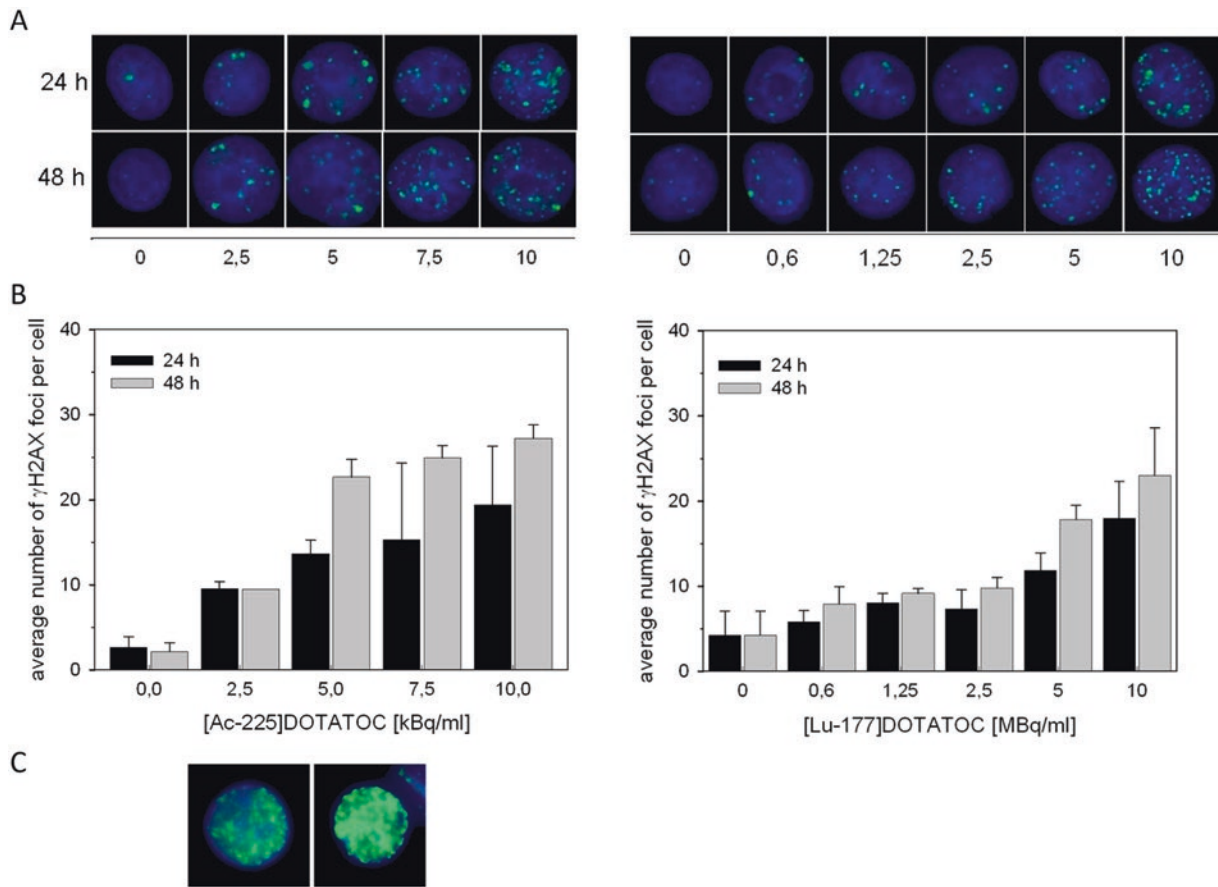 A
24 h
48 h
0 2,5 5 7,5 10
0 0,6 1,25 2,5 5 10
B
average number of γH2AX foci per cell
40
30
20
10
0
24 h
48 h
0,0 2,5 5,0 7,5 10,0
[Ac-225]DOTATOC [kBq/ml]
average number of γH2AX foci per cell
40
30
20
10
0
24 h
48 h
0 0,6 1,25 2,5 5 10
[Lu-177]DOTATOC [MBq/ml]
C